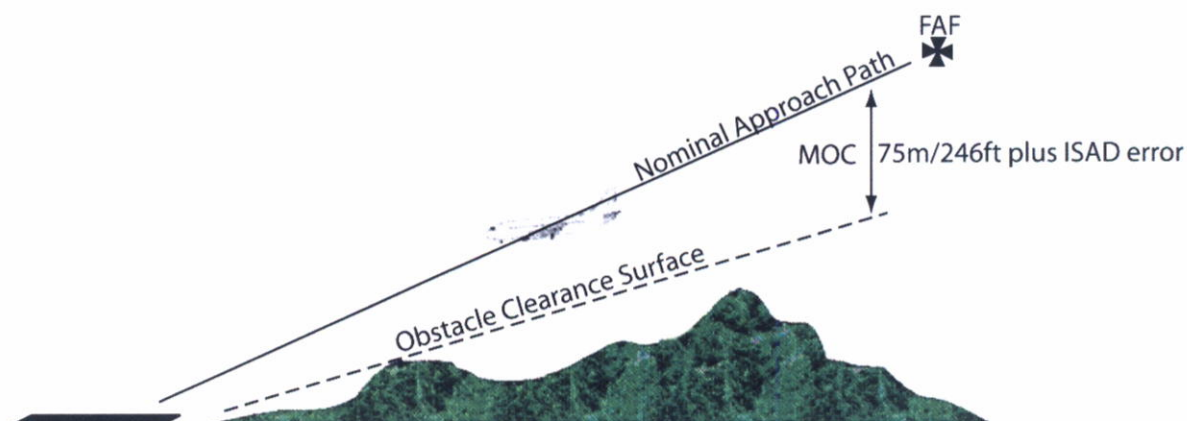 FAF
Nominal Approach Path
MOC 75m/246ft plus ISAD error
Obstacle Clearance Surface